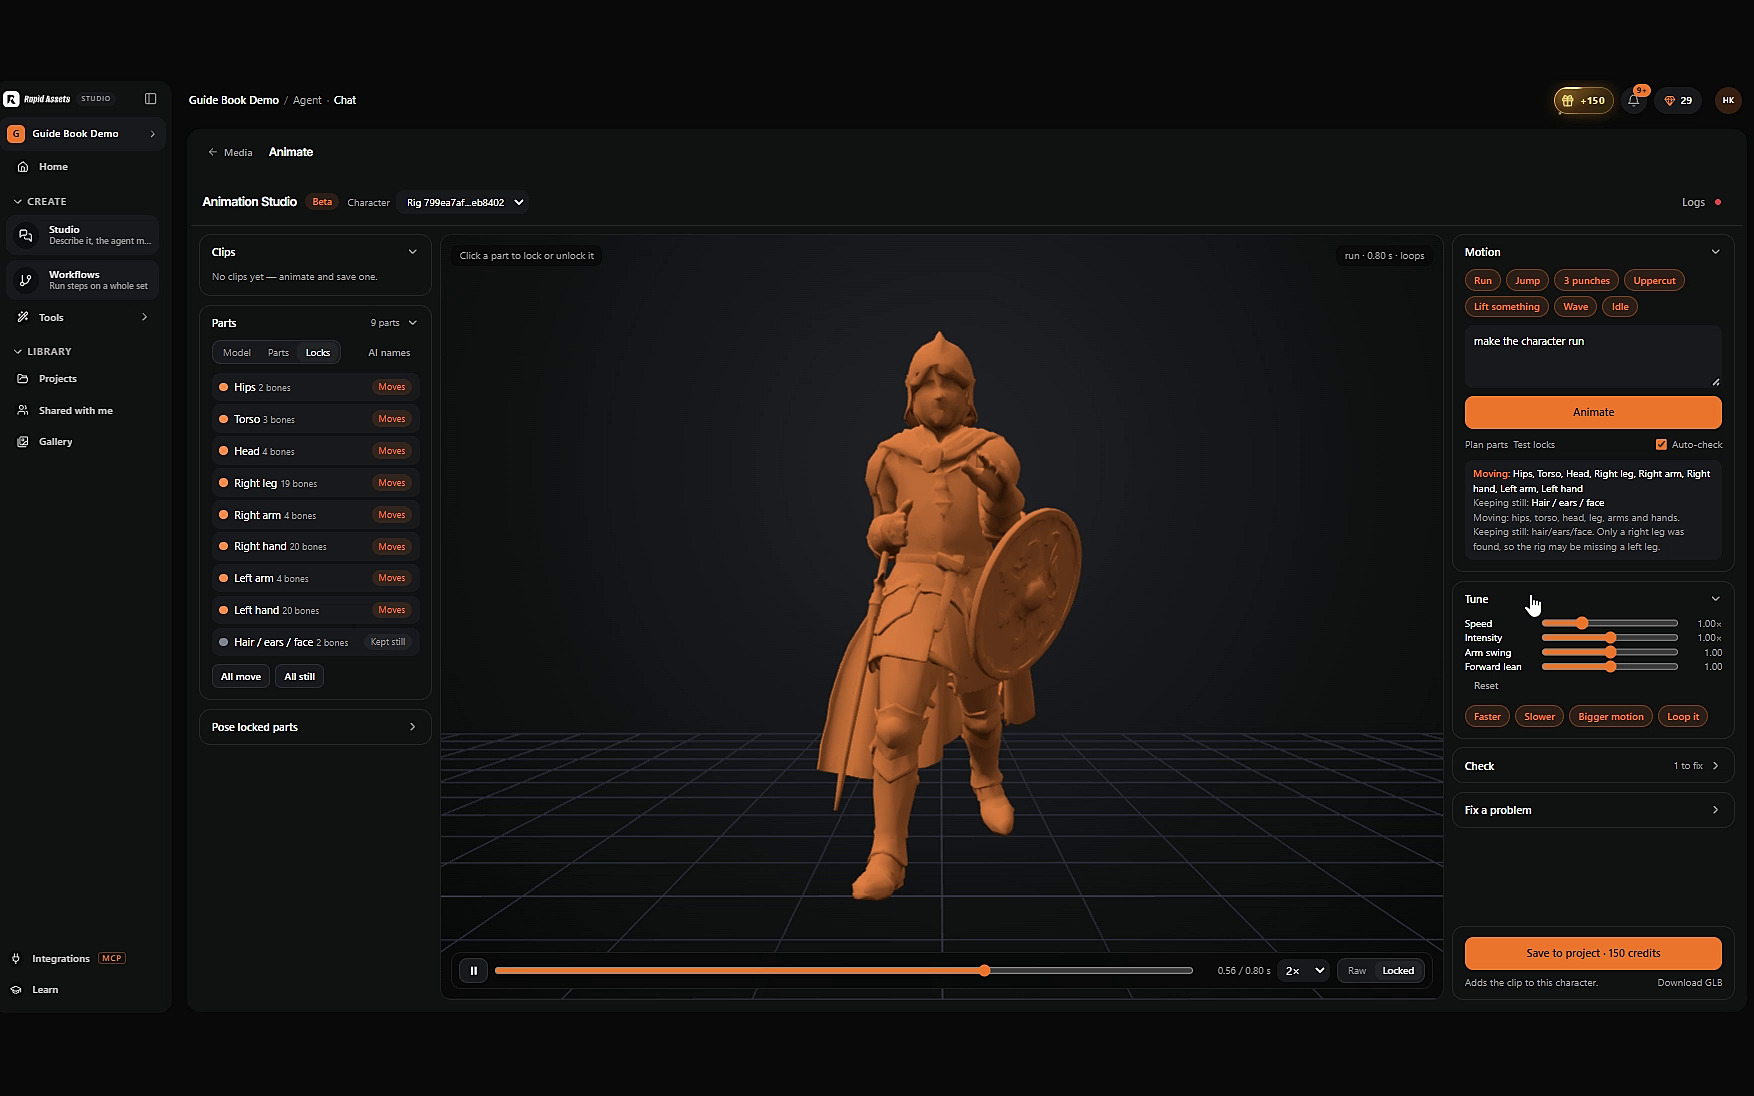 Rapid Assets STUDIO
Guide Book Demo / Agent · Chat
+150
9+
29
HK
G Guide Book Demo
Home
CREATE
Studio
Describe it, the agent m...
Workflows
Run steps on a whole set
Tools
LIBRARY
Projects
Shared with me
Gallery
Integrations MCP
Learn
← Media Animate
Animation Studio Beta Character Rig 799ea7af...eb8402
Logs
Clips
No clips yet — animate and save one.
Parts 9 parts
Model Parts Locks AI names
Hips 2 bones Moves
Torso 3 bones Moves
Head 4 bones Moves
Right leg 19 bones Moves
Right arm 4 bones Moves
Right hand 20 bones Moves
Left arm 4 bones Moves
Left hand 20 bones Moves
Hair / ears / face 2 bones Kept still
All move All still
Pose locked parts
Click a part to lock or unlock it
run · 0.80 s · loops
0.56 / 0.80 s 2× Raw Locked
Motion
Run Jump 3 punches Uppercut
Lift something Wave Idle
make the character run
Animate
Plan parts Test locks Auto-check
Moving: Hips, Torso, Head, Right leg, Right arm, Right
hand, Left arm, Left hand
Keeping still: Hair / ears / face
Moving: hips, torso, head, leg, arms and hands.
Keeping still: hair/ears/face. Only a right leg was
found, so the rig may be missing a left leg.
Tune
Speed 1.00×
Intensity 1.00×
Arm swing 1.00
Forward lean 1.00
Reset
Faster Slower Bigger motion Loop it
Check 1 to fix
Fix a problem
Save to project · 150 credits
Adds the clip to this character. Download GLB